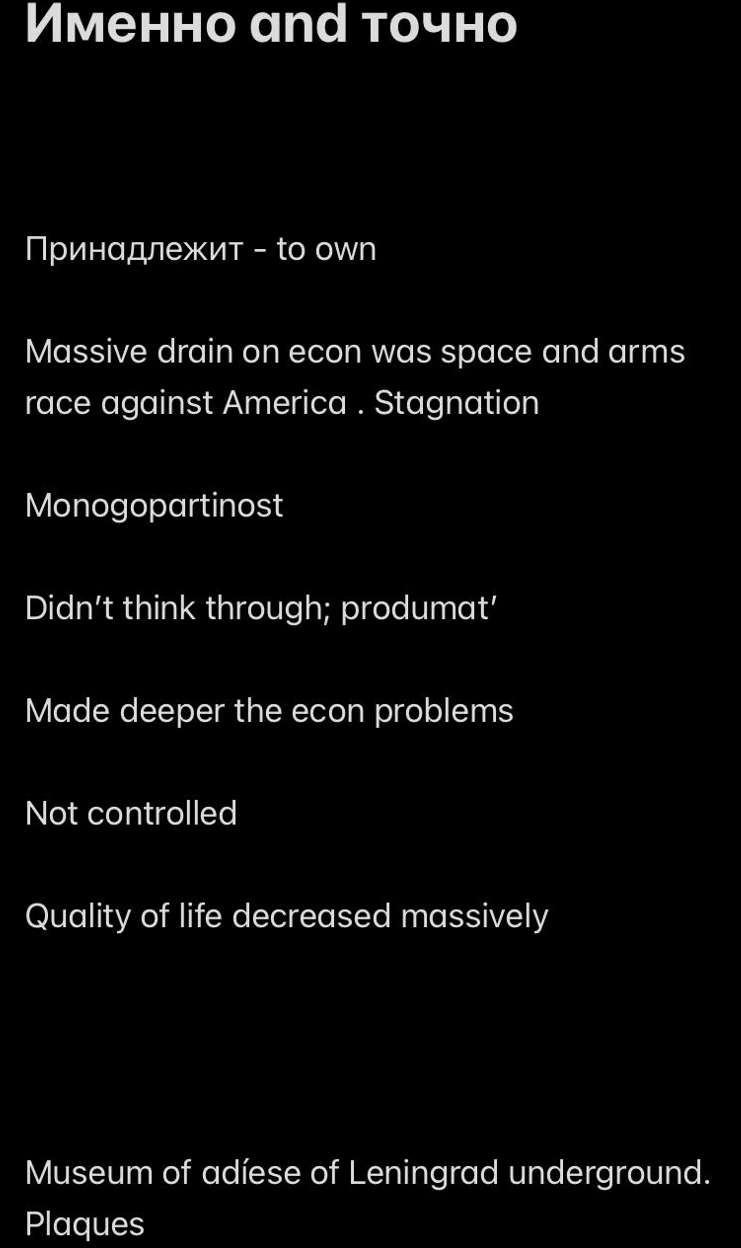 Именно and точно
Принадлежит - to own
Massive drain on econ was space and arms
race against America . Stagnation
Monogopartinost
Didn’t think through; produmat’
Made deeper the econ problems
Not controlled
Quality of life decreased massively
Museum of adíese of Leningrad underground.
Plaques